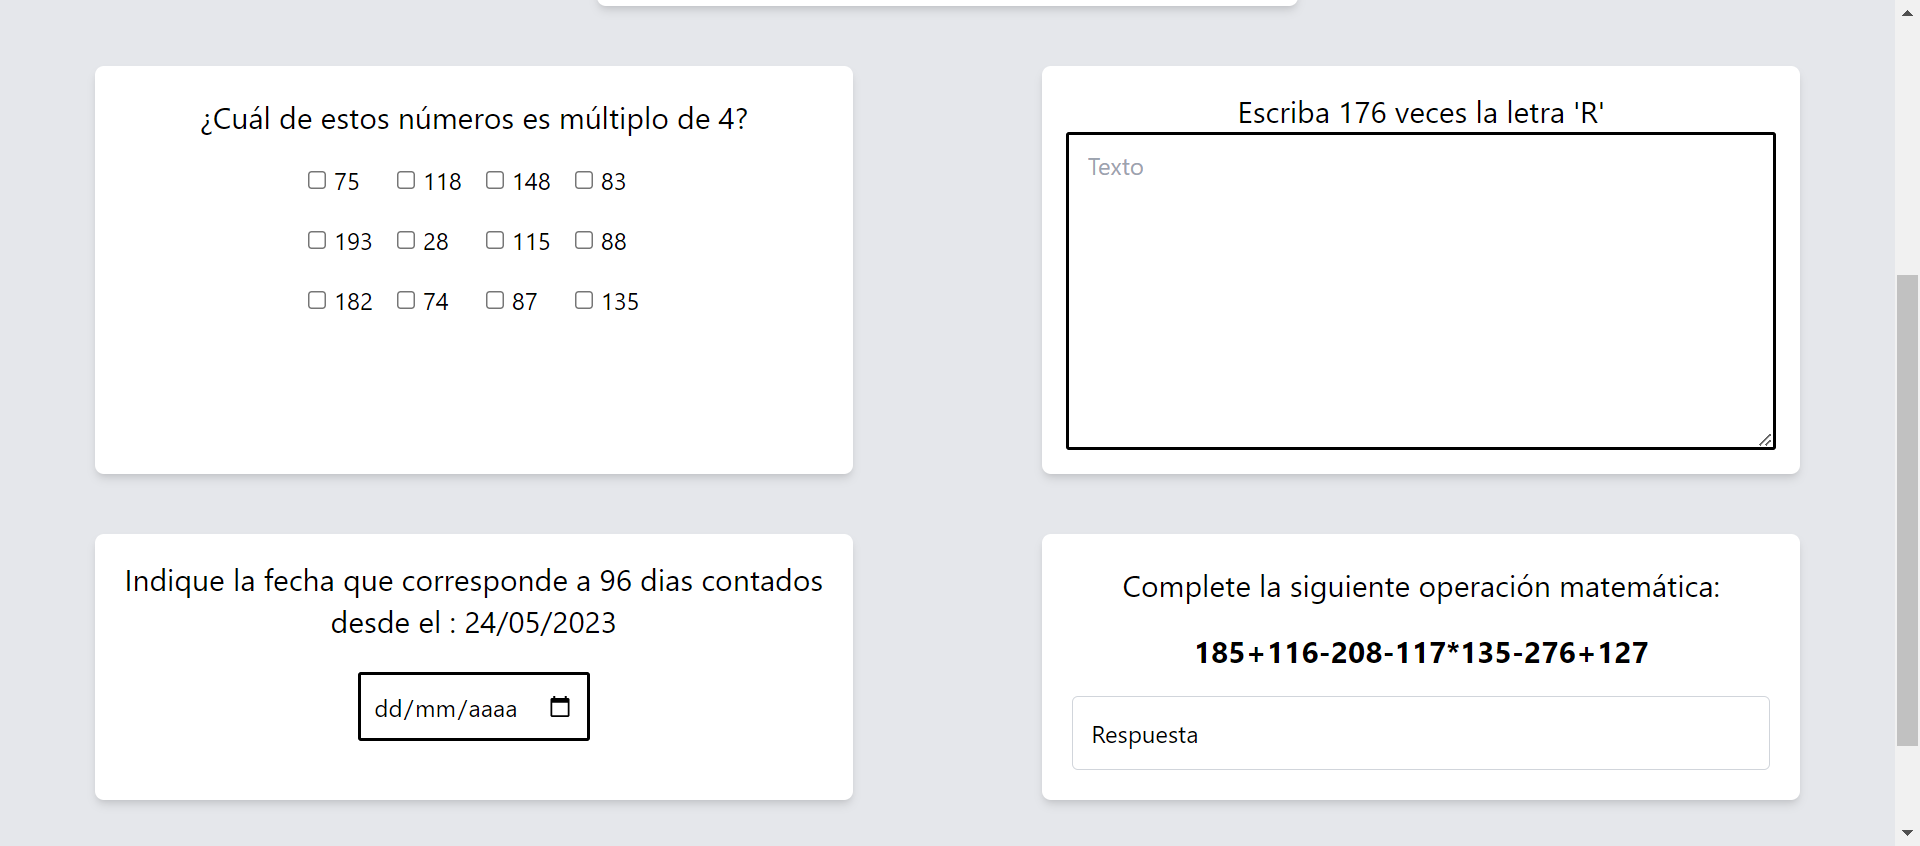 ¿Cuál de estos números es múltiplo de 4?
75 118 148 83
193 28 115 88
182 74 87 135
Escriba 176 veces la letra 'R'
Texto
Indique la fecha que corresponde a 96 dias contados
desde el : 24/05/2023
dd/mm/aaaa
Complete la siguiente operación matemática:
185+116-208-117*135-276+127
Respuesta